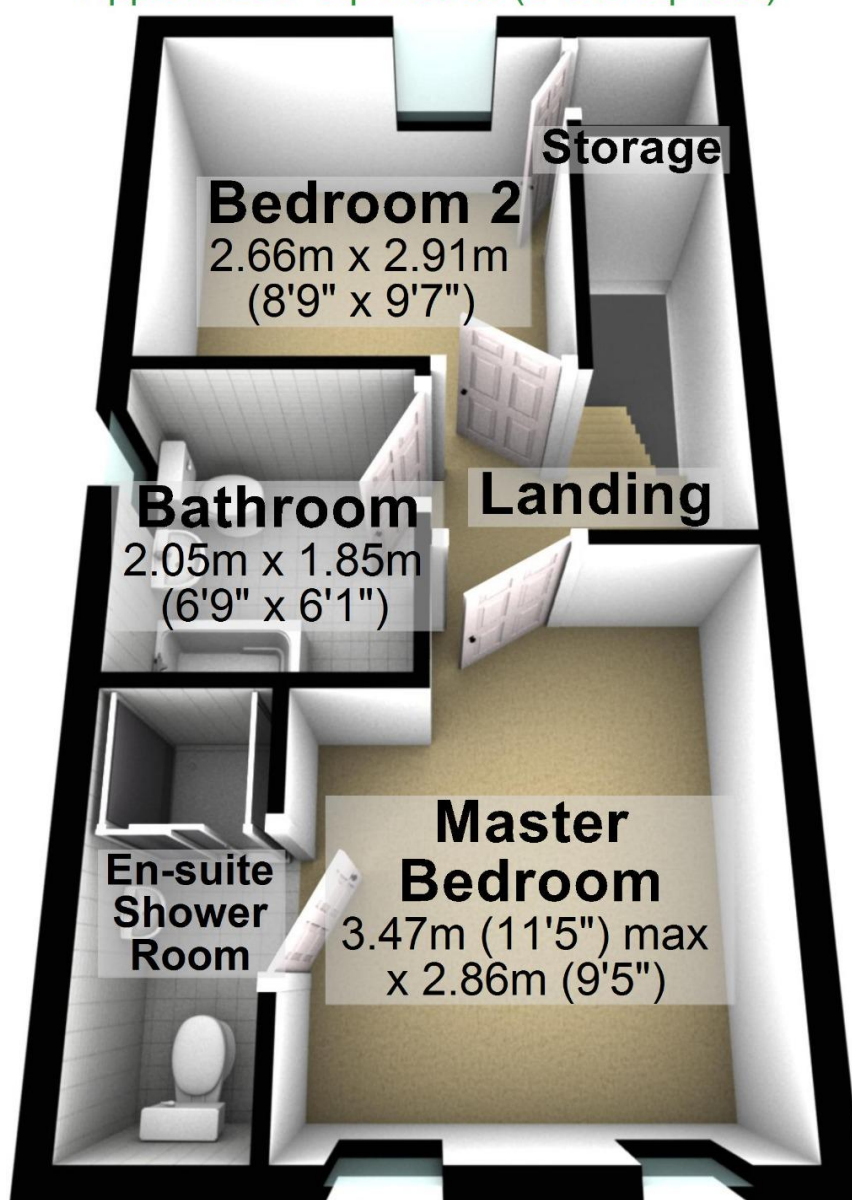 Storage
Bedroom 2
2.66m x 2.91m
(8'9" x 9'7")
Landing
Bathroom
2.05m x 1.85m
(6'9" x 6'1")
Master
Bedroom
3.47m (11'5") max
x 2.86m (9'5")
En-suite
Shower
Room